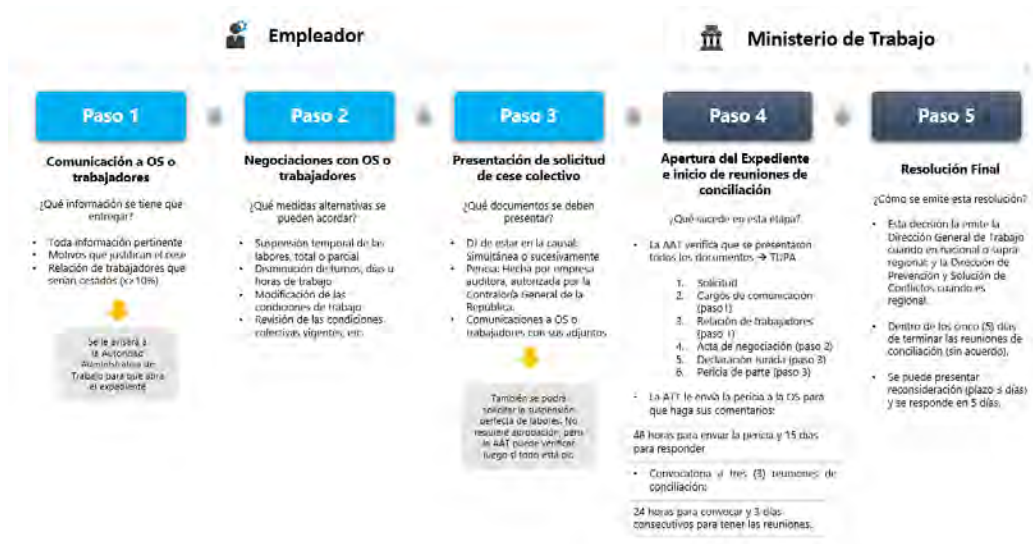 Empleador
Ministerio de Trabajo
Paso 1
Comunicación a OS o
trabajadores
¿Qué información se tiene que
entregar?
• Toda información pertinente
• Motivos que justifican el cese
• Relación de trabajadores que
serían cesados (x>10%)
Se le avisará a
la Autoridad
Administrativa de
Trabajo para que abra
el expediente
Paso 2
Negociaciones con OS o
trabajadores
¿Qué medidas alternativas se
pueden acordar?
• Suspensión temporal de las
labores, total o parcial
• Disminución de turnos, días u
horas de trabajo
• Modificación de las
condiciones de trabajo
• Revisión de las condiciones
colectivas vigentes, etc.
Paso 3
Presentación de solicitud
de cese colectivo
¿Qué documentos se deben
presentar?
• DJ de estar en la causal:
Simultánea o sucesivamente
• Pericia: Hecha por empresa
auditora, autorizada por la
Contraloría General de la
República.
• Comunicaciones a OS o
trabajadores con sus adjuntos
También se podrá
solicitar la suspensión
perfecta de labores. No
requiere aprobación, pero
la AAT puede verificar
luego si todo está
Paso 4
Apertura del Expediente
e inicio de reuniones de
conciliación
¿Qué sucede en esta etapa?
• La AAT verifica que se presentaron
todos los documentos → TUPA
1. Solicitud
2. Cargos de comunicación
(paso1)
3. Relación de trabajadores
(paso 1)
4. Acta de negociación (paso 2)
5. Declaración Jurada (paso 3)
6. Pericia de parte (paso 3)
• La ATT le envía la pericia a la OS para
que haga sus comentarios:
48 horas para enviar la pericia y 15 días
para responder
• Convocatoria a tres (3) reuniones de
conciliación:
24 horas para convocar y 3 días
consecutivos para tener las reuniones.
Paso 5
Resolución Final
¿Cómo se emite esta resolución?
• Esta decisión la emite la
Dirección General de Trabajo
cuando en nacional o supra
regional; y la Dirección de
Prevención y Solución de
Conflictos cuando es
regional.
• Dentro de los cinco (5) días
de terminar las reuniones de
conciliación (sin acuerdo).
• Se puede presentar
reconsideración (plazo ≤ días)
y se responde en 5 días.